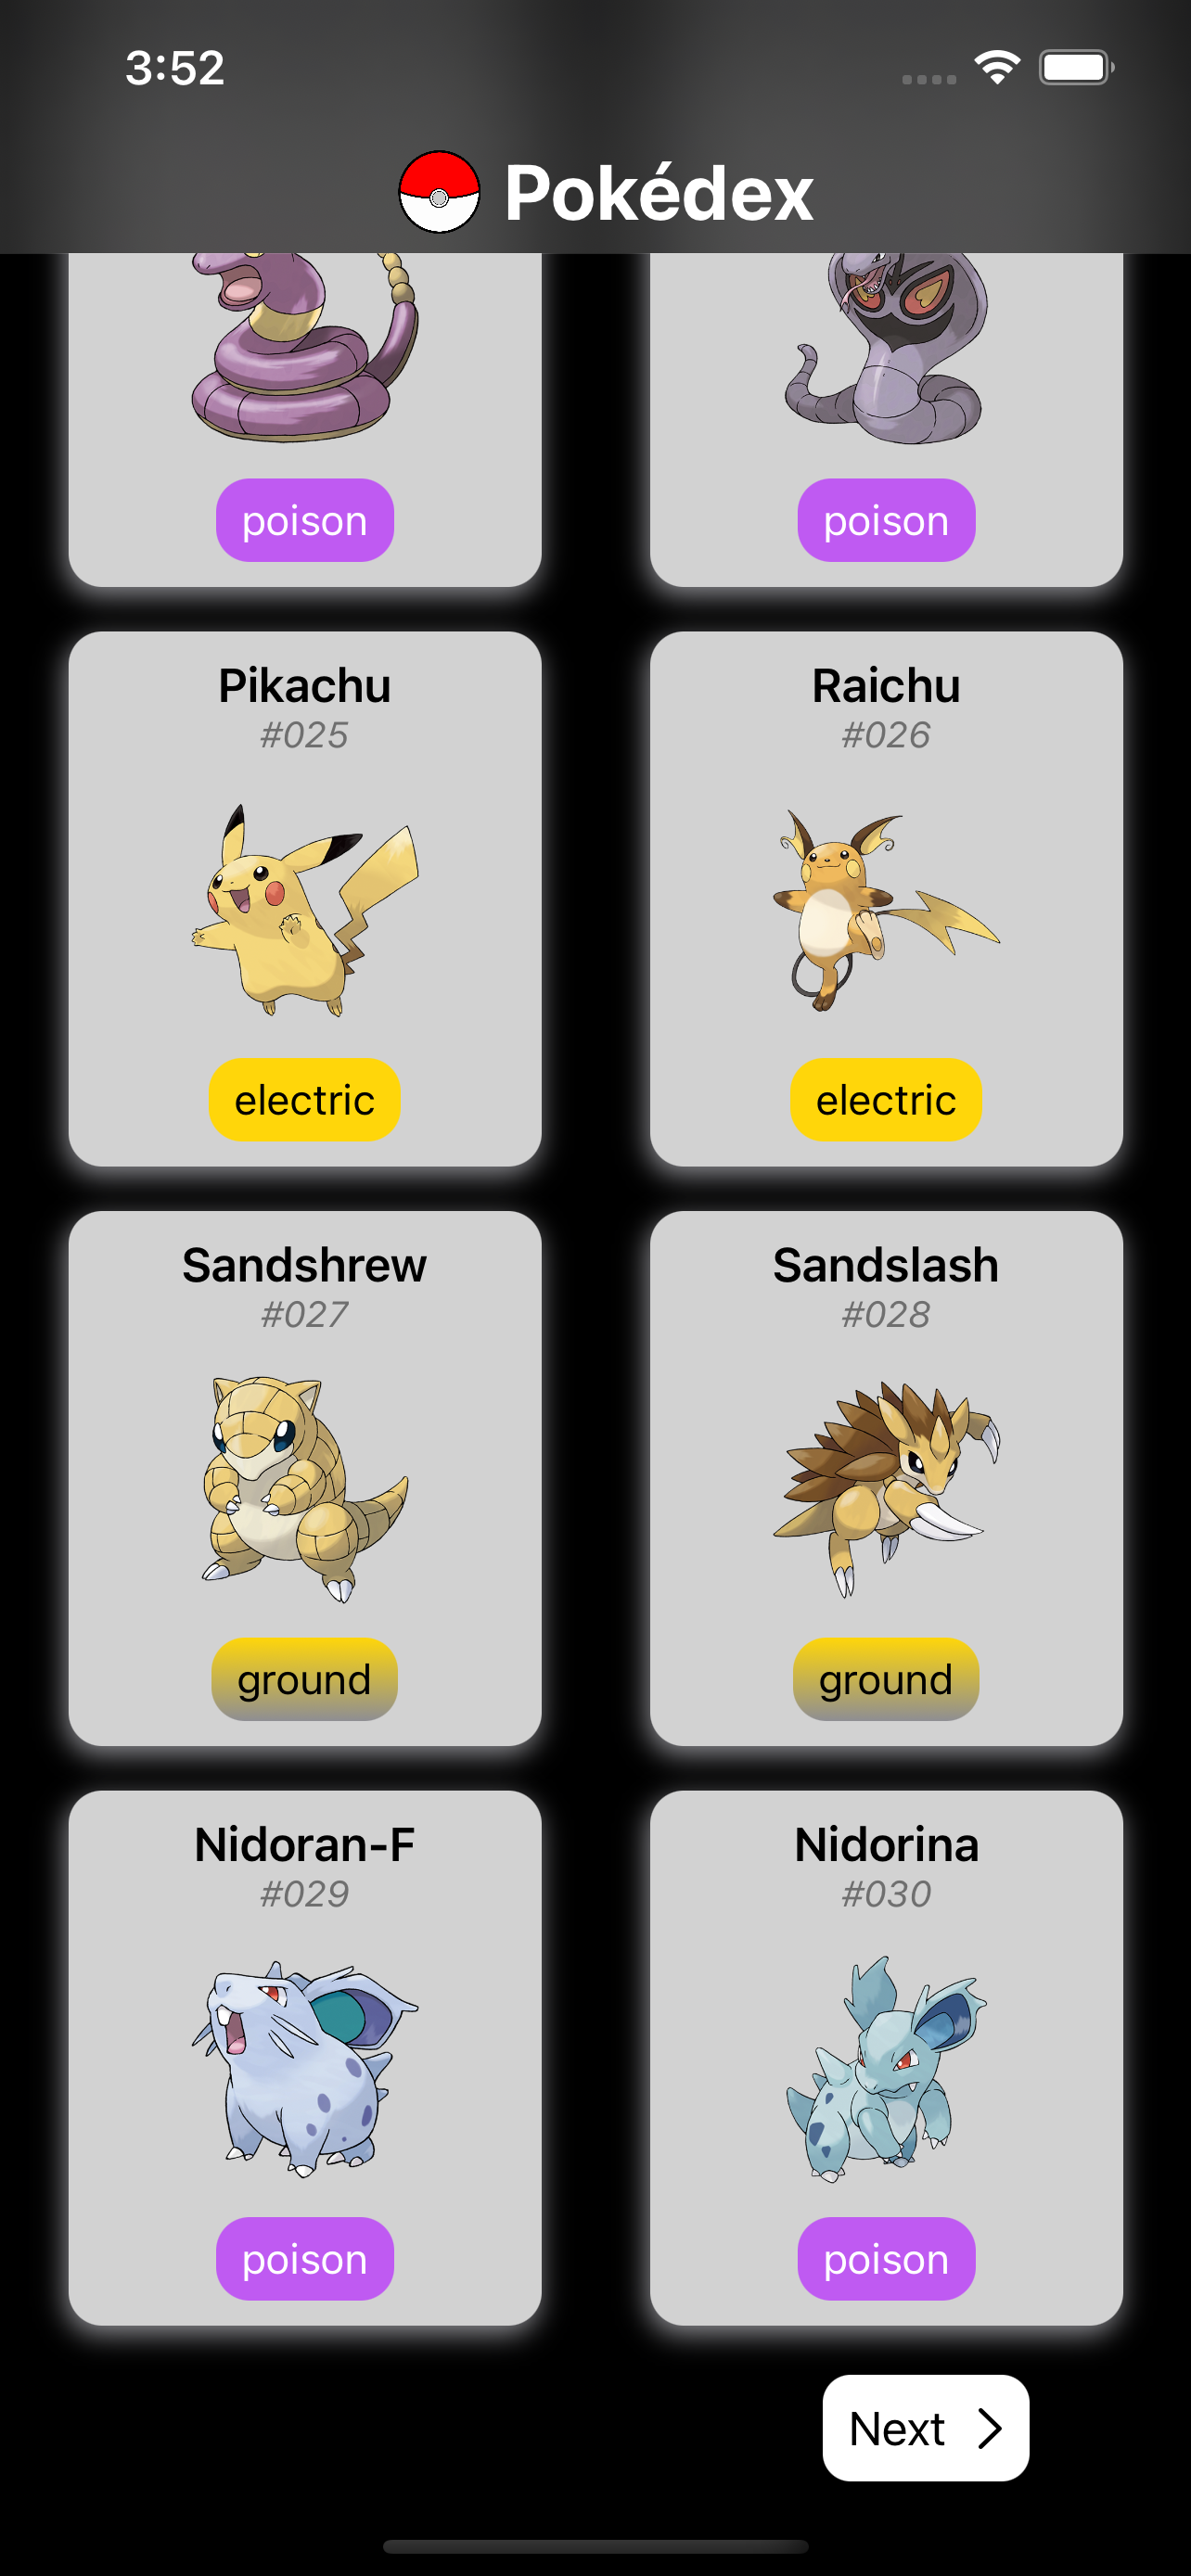 3:52
Pokédex
poison
poison
Pikachu
#025
Raichu
#026
electric
electric
Sandshrew
#027
Sandslash
#028
ground
ground
Nidoran-F
#029
Nidorina
#030
poison
poison
Next